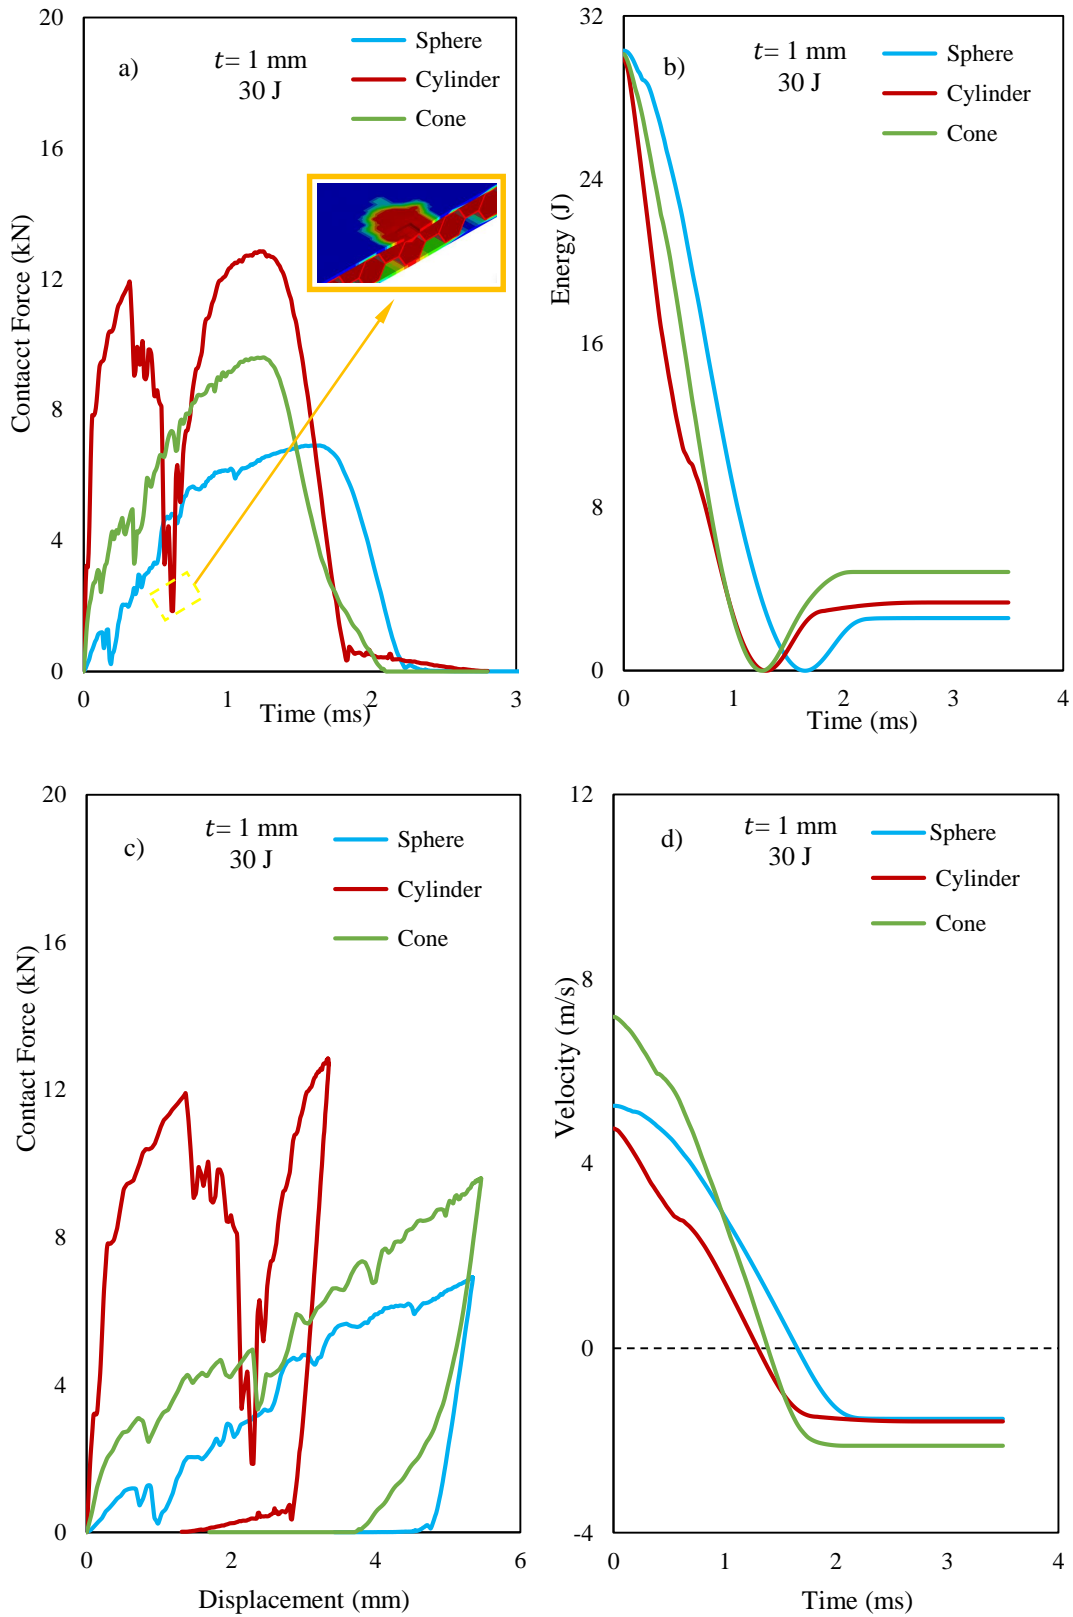 20
16
12
8
4
0
0
1
2
3
Contacct Force (kN)
Time (ms)
a)
t= 1 mm
30 J
Sphere
Cylinder
Cone
32
24
16
8
0
0
1
2
3
4
Energy (J)
Time (ms)
b)
t= 1 mm
30 J
Sphere
Cylinder
Cone
20
16
12
8
4
0
0
2
4
6
Contact Force (kN)
Displacement (mm)
c)
t= 1 mm
30 J
Sphere
Cylinder
Cone
12
8
4
0
-4
0
1
2
3
4
Velocity (m/s)
Time (ms)
d)
t= 1 mm
30 J
Sphere
Cylinder
Cone